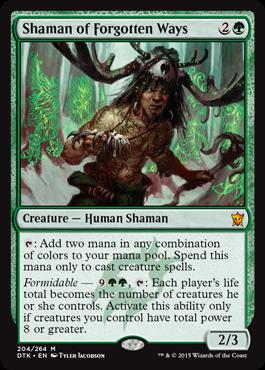 Shaman of Forgotten Ways 2
Creature — Human Shaman
: Add two mana in any combination
of colors to your mana pool. Spend this
mana only to cast creature spells.
Formidable — 9, : Each player's life
total becomes the number of creatures he
or she controls. Activate this ability only
if creatures you control have total power
8 or greater.
2/3
204/264 M
DTK • EN TYLER JACOBSON
™ & © 2015 Wizards of the Coast